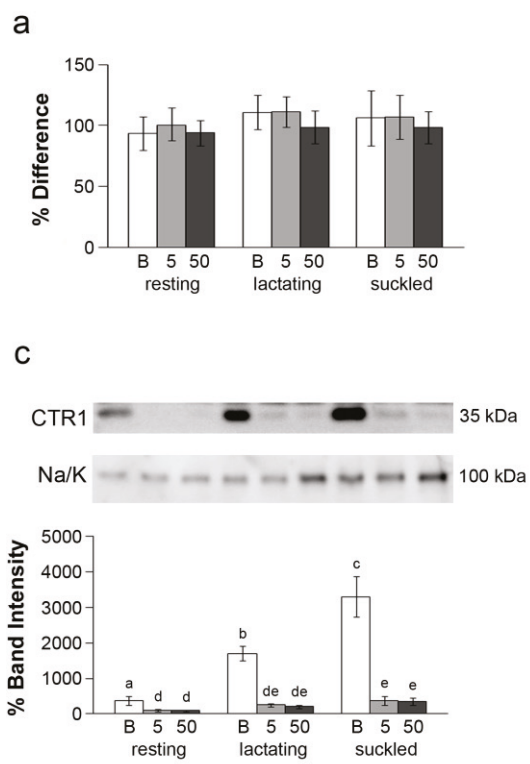 a
% Difference
150
100
50
0
B 5 50 B 5 50 B 5 50
resting lactating suckled
c
CTR1 35 kDa
Na/K 100 kDa
% Band Intensity
5000
4000
3000
2000
1000
0
a d d b de de c e e
B 5 50 B 5 50 B 5 50
resting lactating suckled